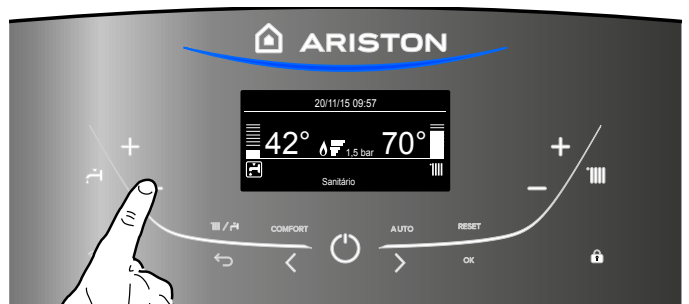 ARISTON
20/11/15 09:57
42° 1,5 bar 70°
Sanitário
COMFORT AUTO RESET
OK